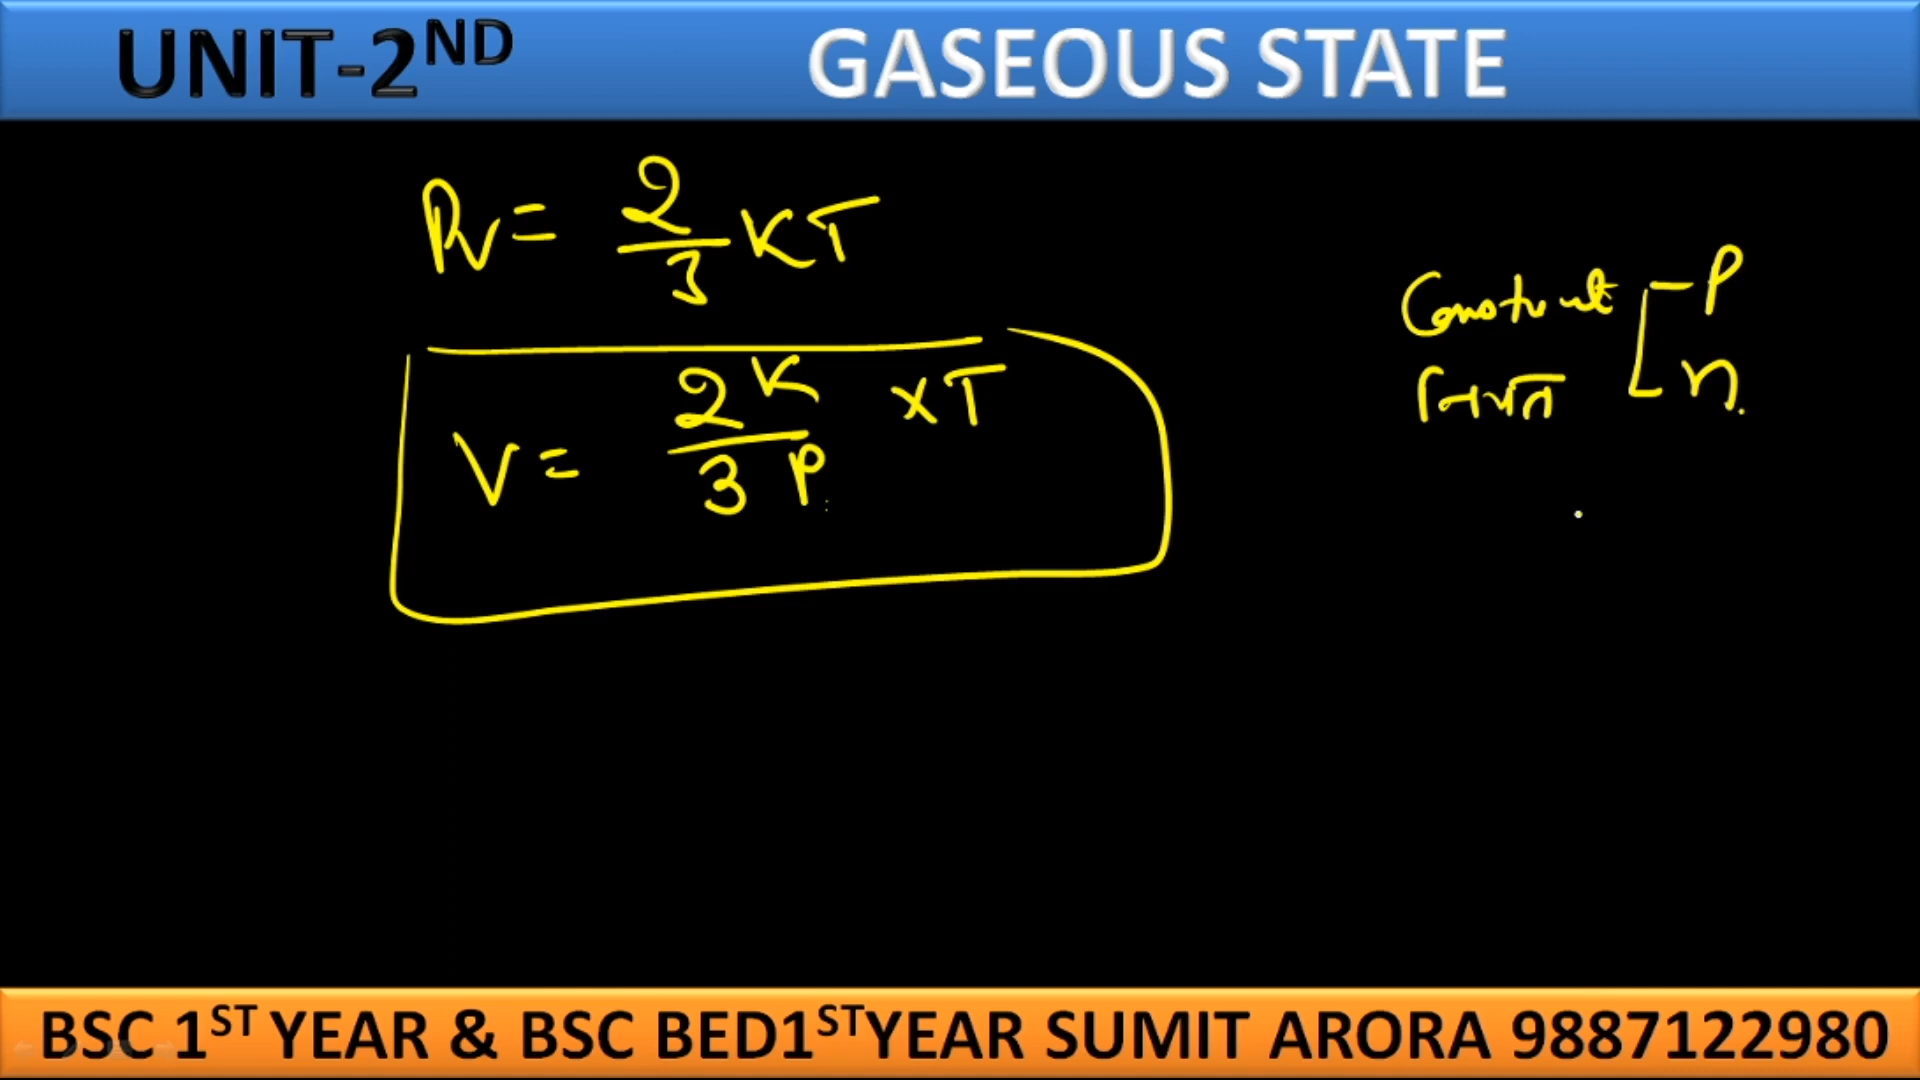 UNIT-2ND GASEOUS STATE
PV = 2/3 KT
V = 2K/3P × T
Constant [ - P
नियत [ n.
BSC 1ST YEAR & BSC BED1STYEAR SUMIT ARORA 9887122980